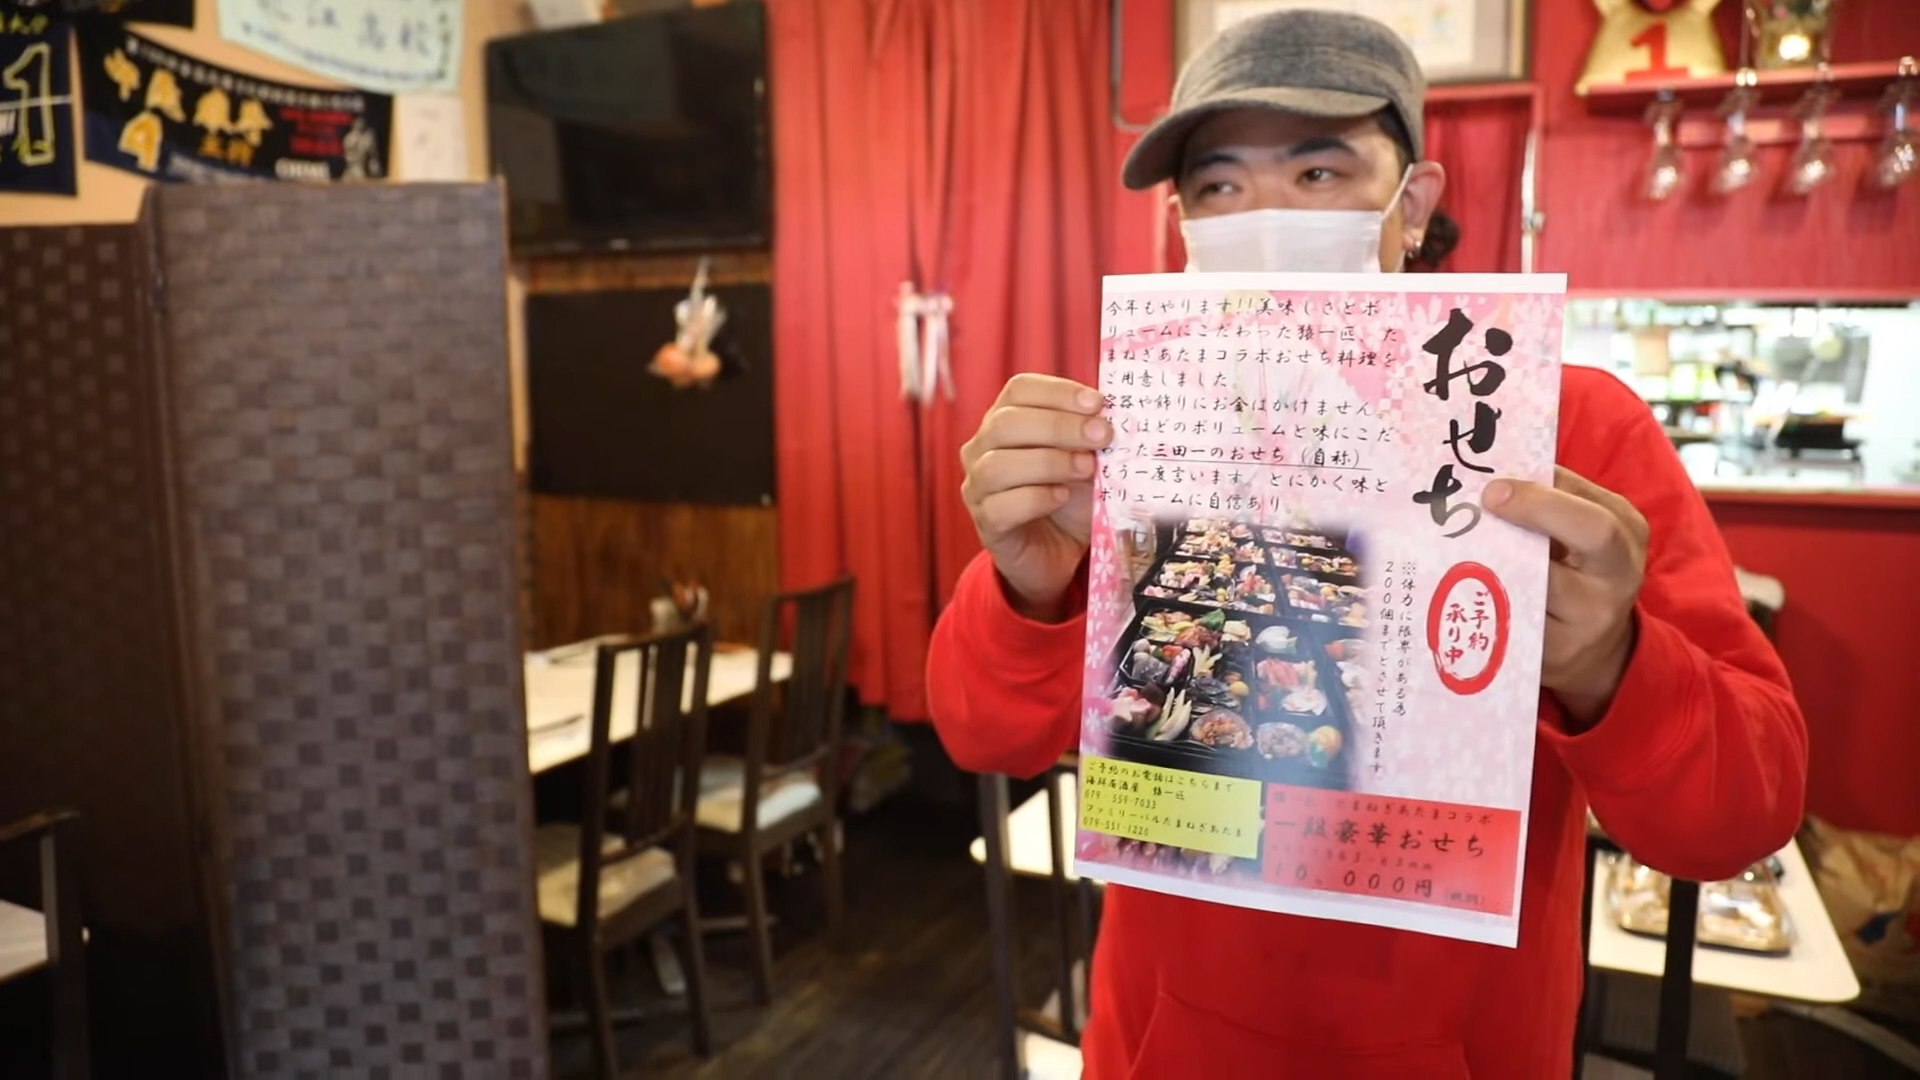 近江高校
1
4
1
今年もやります!!美味しさとボ
リュームにこだわった猿一匹、た
まねぎあたまコラボおせち料理を
ご用意しました。
容器や飾りにお金はかけません。
くほどのボリュームと味にこだ
わった三田一のおせち（自称）
もう一度言います。とにかく味と
ボリュームに自信あり
おせち
ご予約
承り中
※体力に限界がある為
200個までとさせて頂きます。
ご予約のお電話はこちらまで
海鮮居酒屋 猿一匹
079-559-7033
ファミリーバルたまねぎあたま
079-551-1220
たまねぎあたまコラボ
一段豪華おせち
10,000円（税別）